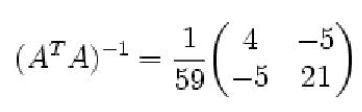 $(A^T A)^{-1} = \frac{1}{59} \begin{pmatrix} 4 & -5 \\ -5 & 21 \end{pmatrix}$